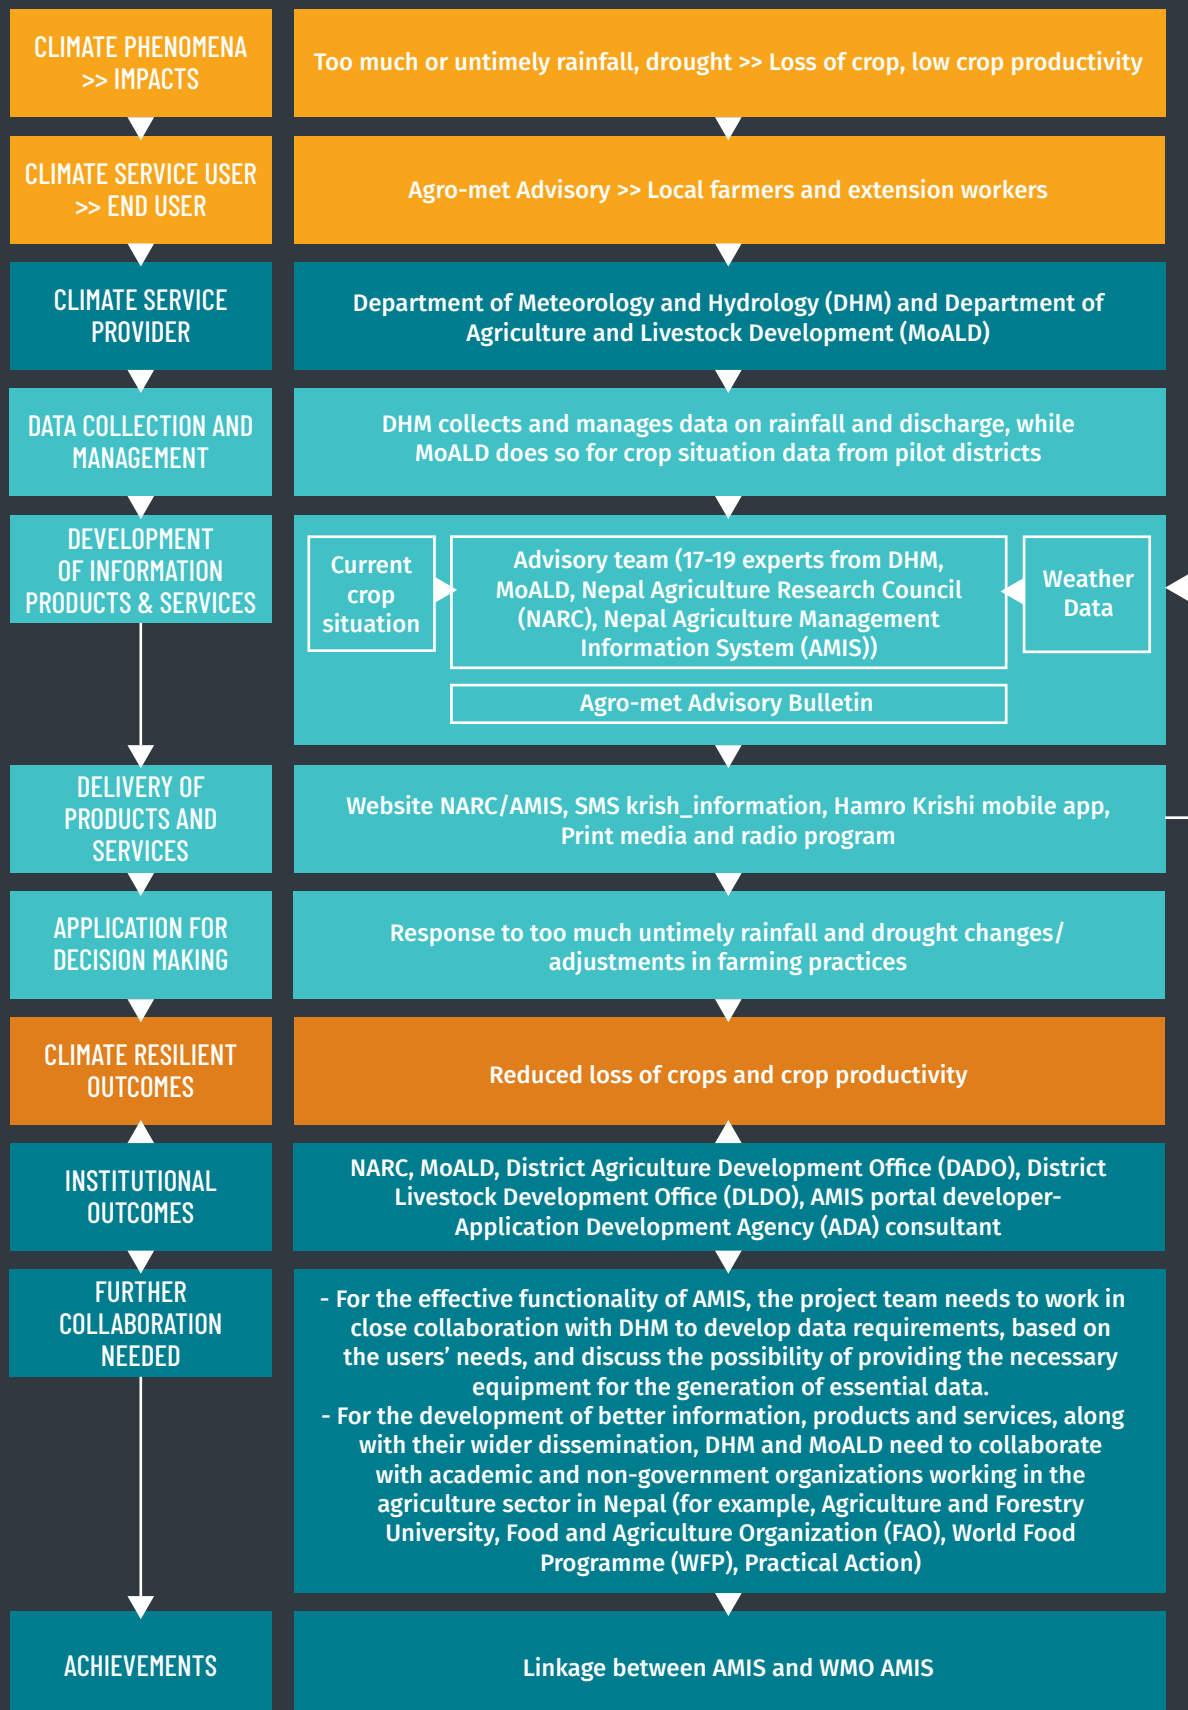 CLIMATE PHENOMENA
>> IMPACTS
Too much or untimely rainfall, drought >> Loss of crop, low crop productivity
CLIMATE SERVICE USER
>> END USER
Agro-met Advisory >> Local farmers and extension workers
CLIMATE SERVICE
PROVIDER
Department of Meteorology and Hydrology (DHM) and Department of
Agriculture and Livestock Development (MoALD)
DATA COLLECTION AND
MANAGEMENT
DHM collects and manages data on rainfall and discharge, while
MoALD does so for crop situation data from pilot districts
DEVELOPMENT
OF INFORMATION
PRODUCTS & SERVICES
Current
crop
situation
Advisory team (17-19 experts from DHM,
MoALD, Nepal Agriculture Research Council
(NARC), Nepal Agriculture Management
Information System (AMIS))
Weather
Data
Agro-met Advisory Bulletin
DELIVERY OF
PRODUCTS AND
SERVICES
Website NARC/AMIS, SMS krish_information, Hamro Krishi mobile app,
Print media and radio program
APPLICATION FOR
DECISION MAKING
Response to too much untimely rainfall and drought changes/
adjustments in farming practices
CLIMATE RESILIENT
OUTCOMES
Reduced loss of crops and crop productivity
INSTITUTIONAL
OUTCOMES
NARC, MoALD, District Agriculture Development Office (DADO), District
Livestock Development Office (DLDO), AMIS portal developer-
Application Development Agency (ADA) consultant
FURTHER
COLLABORATION
NEEDED
- For the effective functionality of AMIS, the project team needs to work in
close collaboration with DHM to develop data requirements, based on
the users’ needs, and discuss the possibility of providing the necessary
equipment for the generation of essential data.
- For the development of better information, products and services, along
with their wider dissemination, DHM and MoALD need to collaborate
with academic and non-government organizations working in the
agriculture sector in Nepal (for example, Agriculture and Forestry
University, Food and Agriculture Organization (FAO), World Food
Programme (WFP), Practical Action)
ACHIEVEMENTS
Linkage between AMIS and WMO AMIS